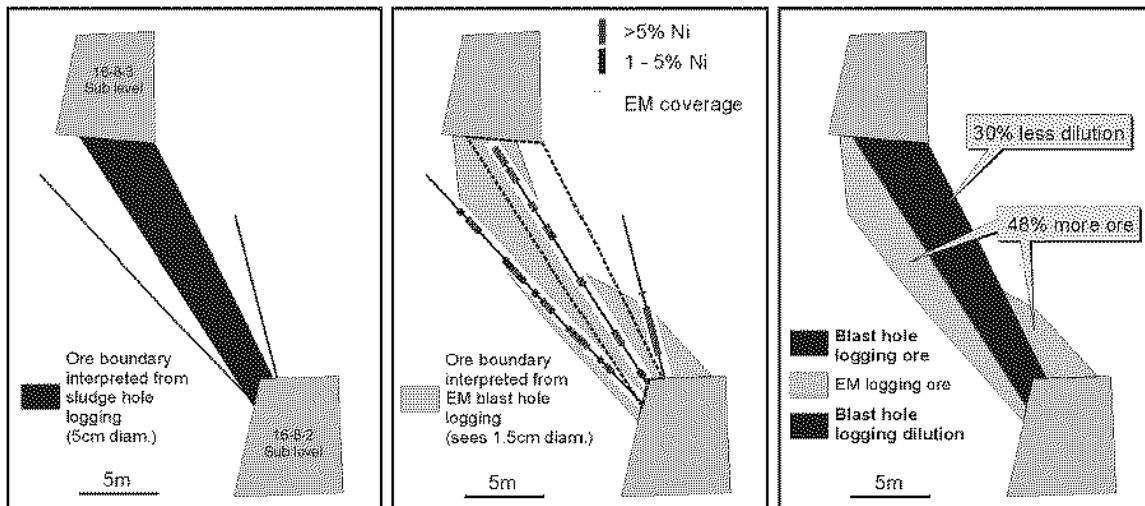 16-8-3
Sub level
Ore boundary
interpreted from
sludge hole
logging
(5cm diam.)
16-8-2
Sub level
5m
>5% Ni
1 - 5% Ni
EM coverage
Ore boundary
interpreted from
EM blast hole
logging
(sees 1.5cm diam.)
5m
30% less dilution
48% more ore
Blast hole
logging ore
EM logging ore
Blast hole
logging dilution
5m